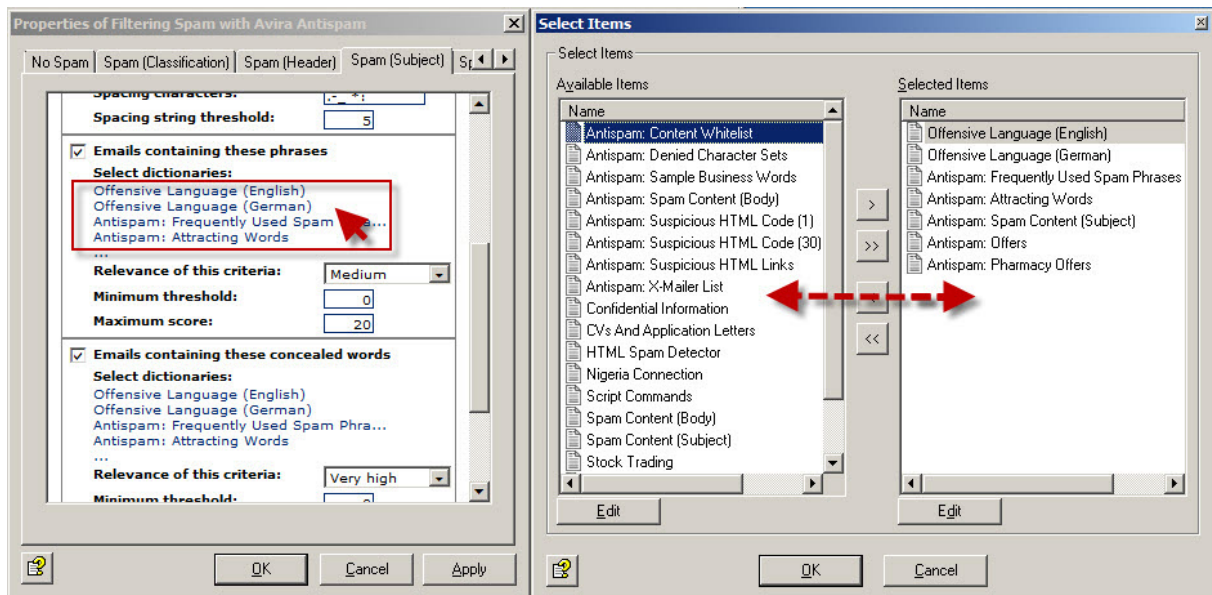 Properties of Filtering Spam with Avira Antispam
No Spam
Spam (Classification)
Spam (Header)
Spam (Subject)
Spacing characters:
.-_ *:
Spacing string threshold:
5
Emails containing these phrases
Select dictionaries:
Offensive Language (English)
Offensive Language (German)
Antispam: Frequently Used Spam
Antispam: Attracting Words
...
Relevance of this criteria:
Medium
Minimum threshold:
0
Maximum score:
20
Emails containing these concealed words
Select dictionaries:
Offensive Language (English)
Offensive Language (German)
Antispam: Frequently Used Spam Phra...
Antispam: Attracting Words
...
Relevance of this criteria:
Very high
Minimum threshold:
OK
Cancel
Apply
Select Items
Select Items
Available Items
Name
Antispam: Content Whitelist
Antispam: Denied Character Sets
Antispam: Sample Business Words
Antispam: Spam Content (Body)
Antispam: Suspicious HTML Code (1)
Antispam: Suspicious HTML Code (30)
Antispam: Suspicious HTML Links
Antispam: X-Mailer List
Confidential Information
CVs And Application Letters
HTML Spam Detector
Nigeria Connection
Script Commands
Spam Content (Body)
Spam Content (Subject)
Stock Trading
Edit
>
>>
<<
Selected Items
Name
Offensive Language (English)
Offensive Language (German)
Antispam: Frequently Used Spam Phrases
Antispam: Attracting Words
Antispam: Spam Content (Subject)
Antispam: Offers
Antispam: Pharmacy Offers
Edit
OK
Cancel